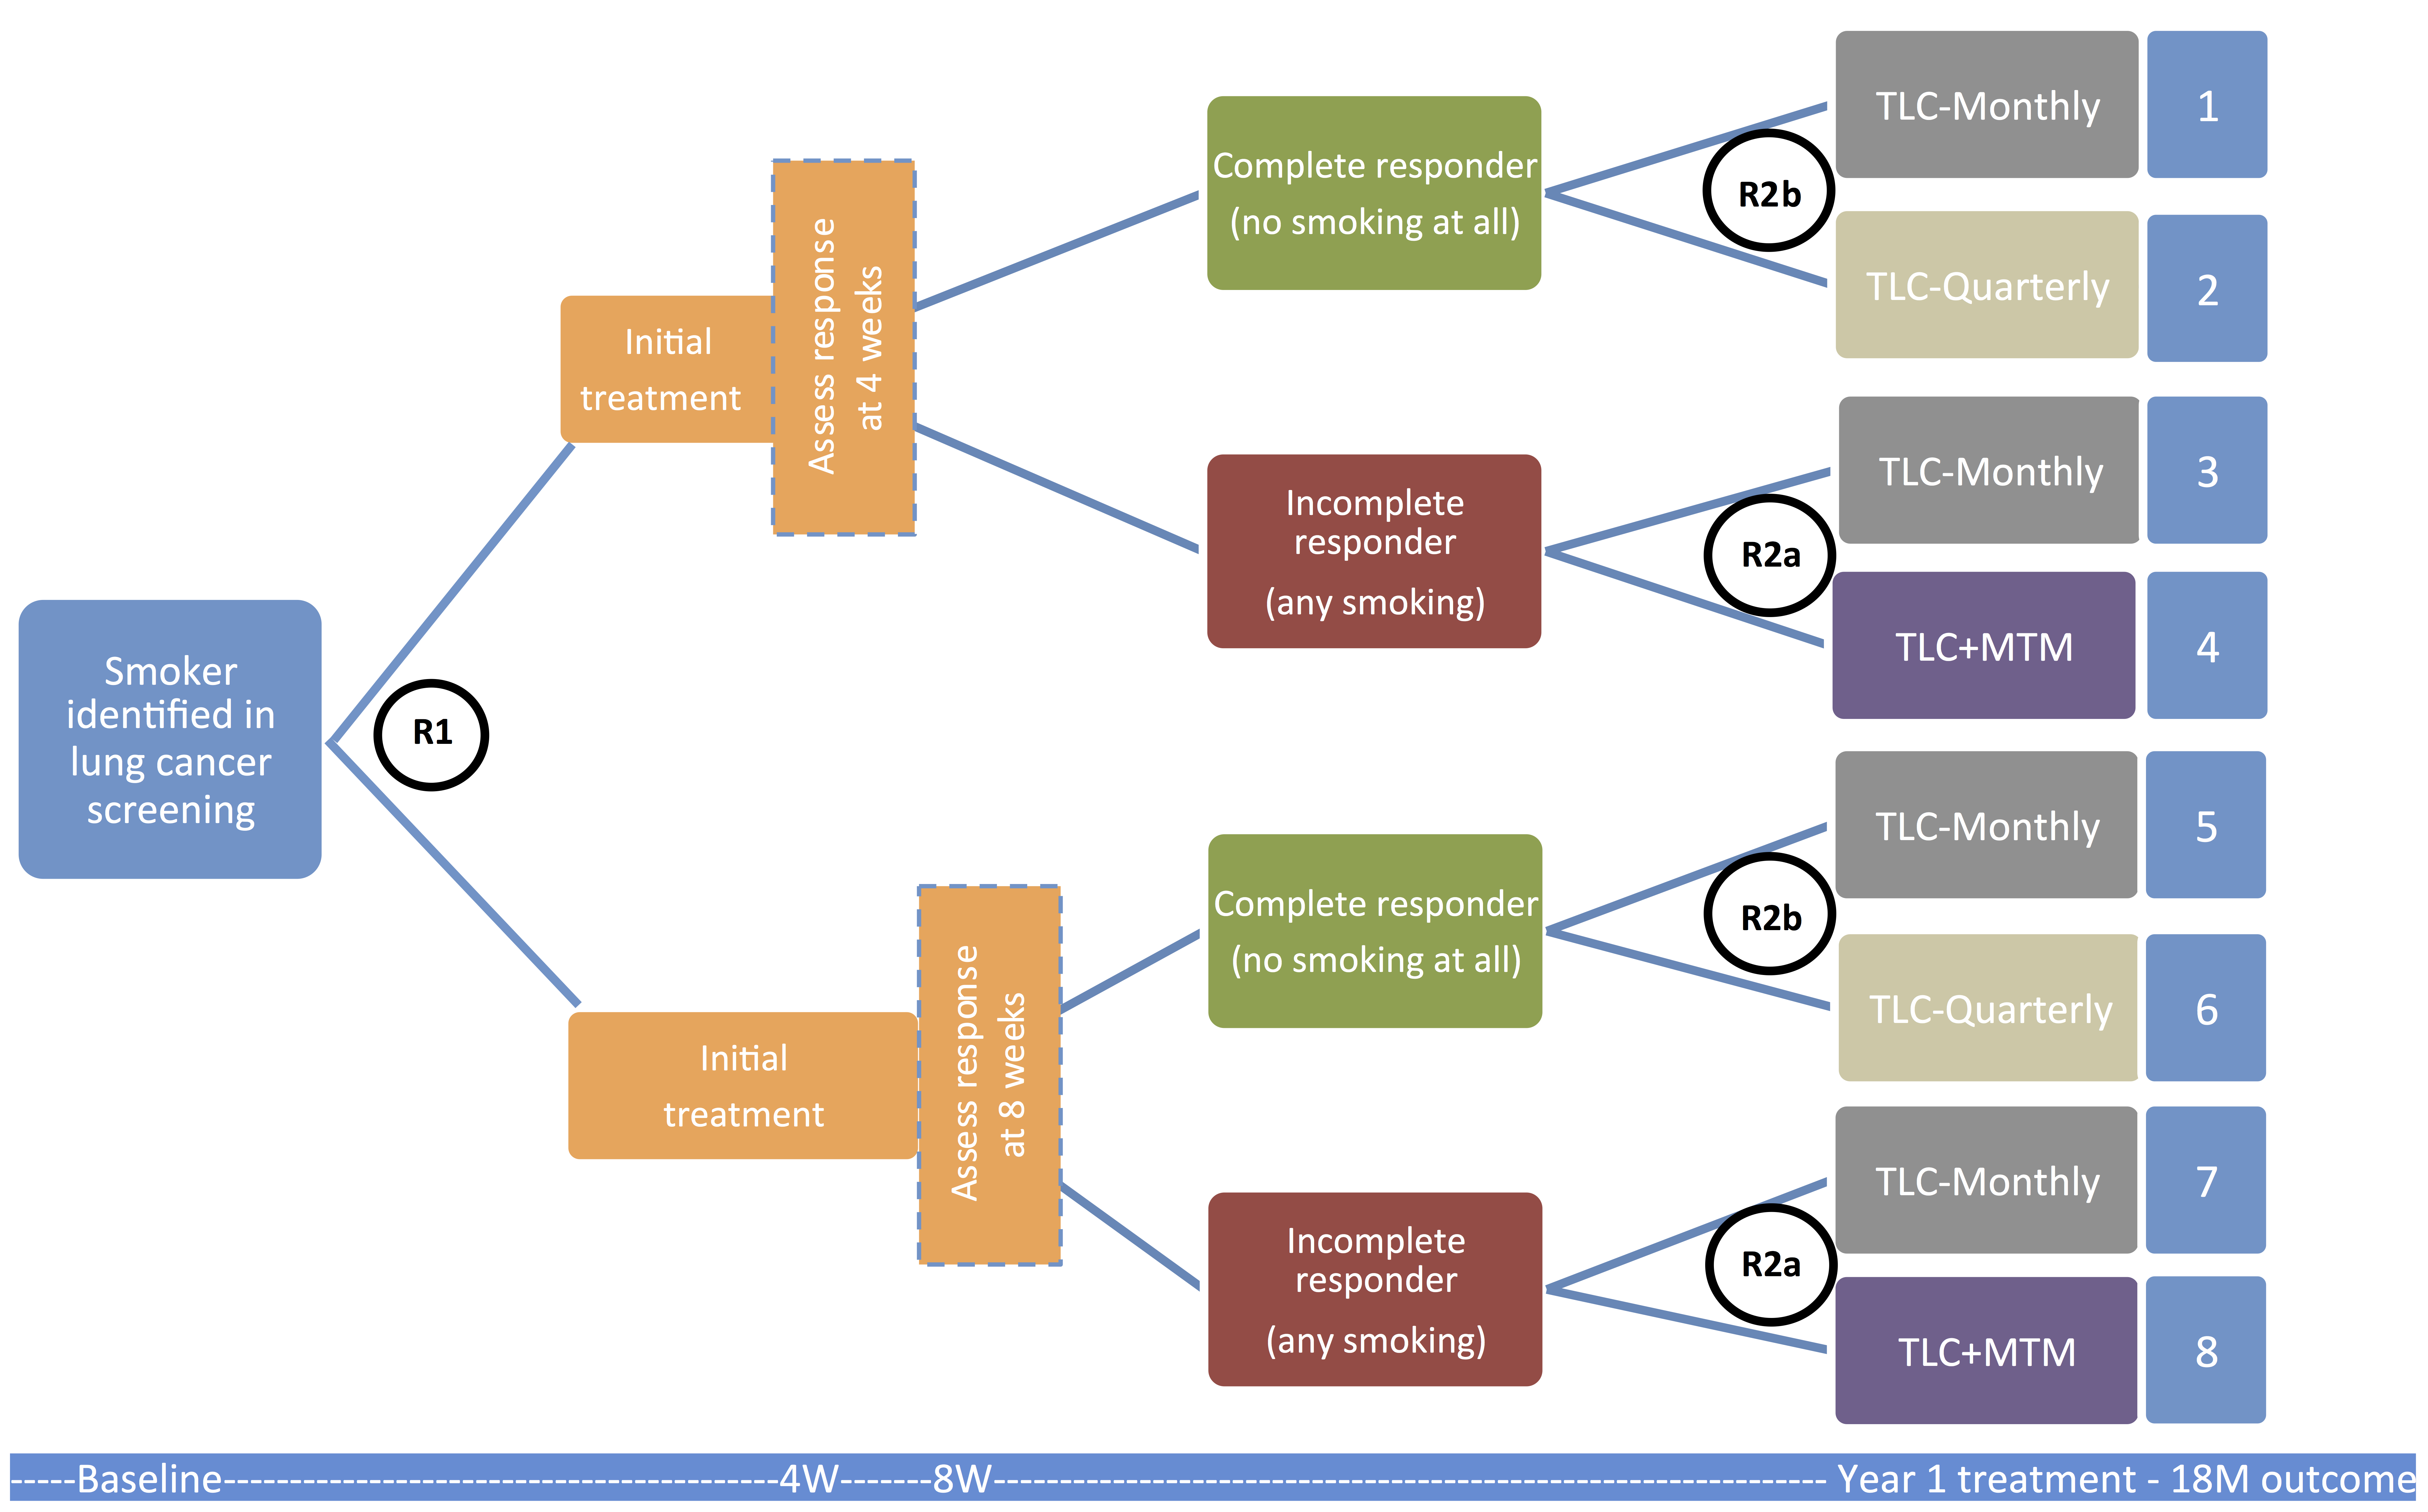 Smoker
identified in
lung cancer
screening
R1
Initial
treatment
Assess response
at 4 weeks
Complete responder
(no smoking at all)
R2b
TLC-Monthly
1
TLC-Quarterly
2
Incomplete
responder
(any smoking)
R2a
TLC-Monthly
3
TLC+MTM
4
Initial
treatment
Assess response
at 8 weeks
Complete responder
(no smoking at all)
R2b
TLC-Monthly
5
TLC-Quarterly
6
Incomplete
responder
(any smoking)
R2a
TLC-Monthly
7
TLC+MTM
8
-----Baseline------------------------------------------4W-------8W--------------------------------------------------------------- Year 1 treatment - 18M outcome